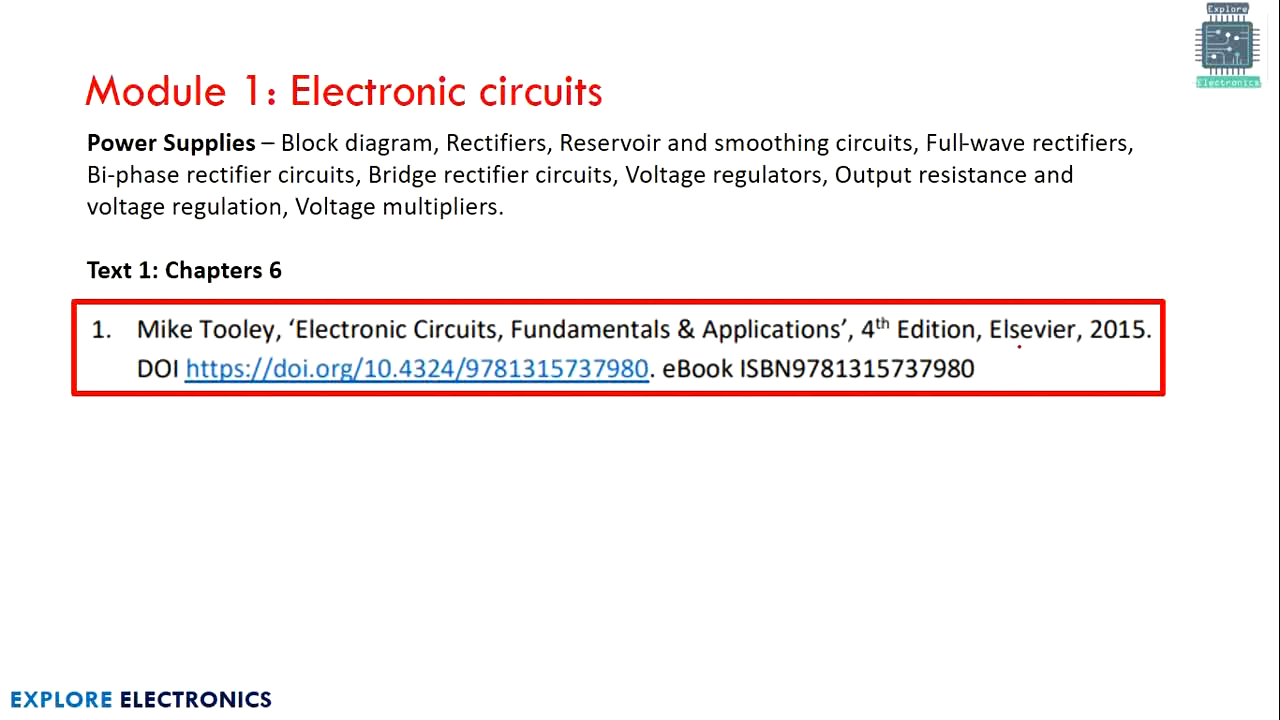 Explore
Electronics
Module 1: Electronic circuits
Power Supplies – Block diagram, Rectifiers, Reservoir and smoothing circuits, Full-wave rectifiers,
Bi-phase rectifier circuits, Bridge rectifier circuits, Voltage regulators, Output resistance and
voltage regulation, Voltage multipliers.
Text 1: Chapters 6
1. Mike Tooley, ‘Electronic Circuits, Fundamentals & Applications’, 4th Edition, Elsevier, 2015.
DOI https://doi.org/10.4324/9781315737980. eBook ISBN9781315737980
EXPLORE ELECTRONICS